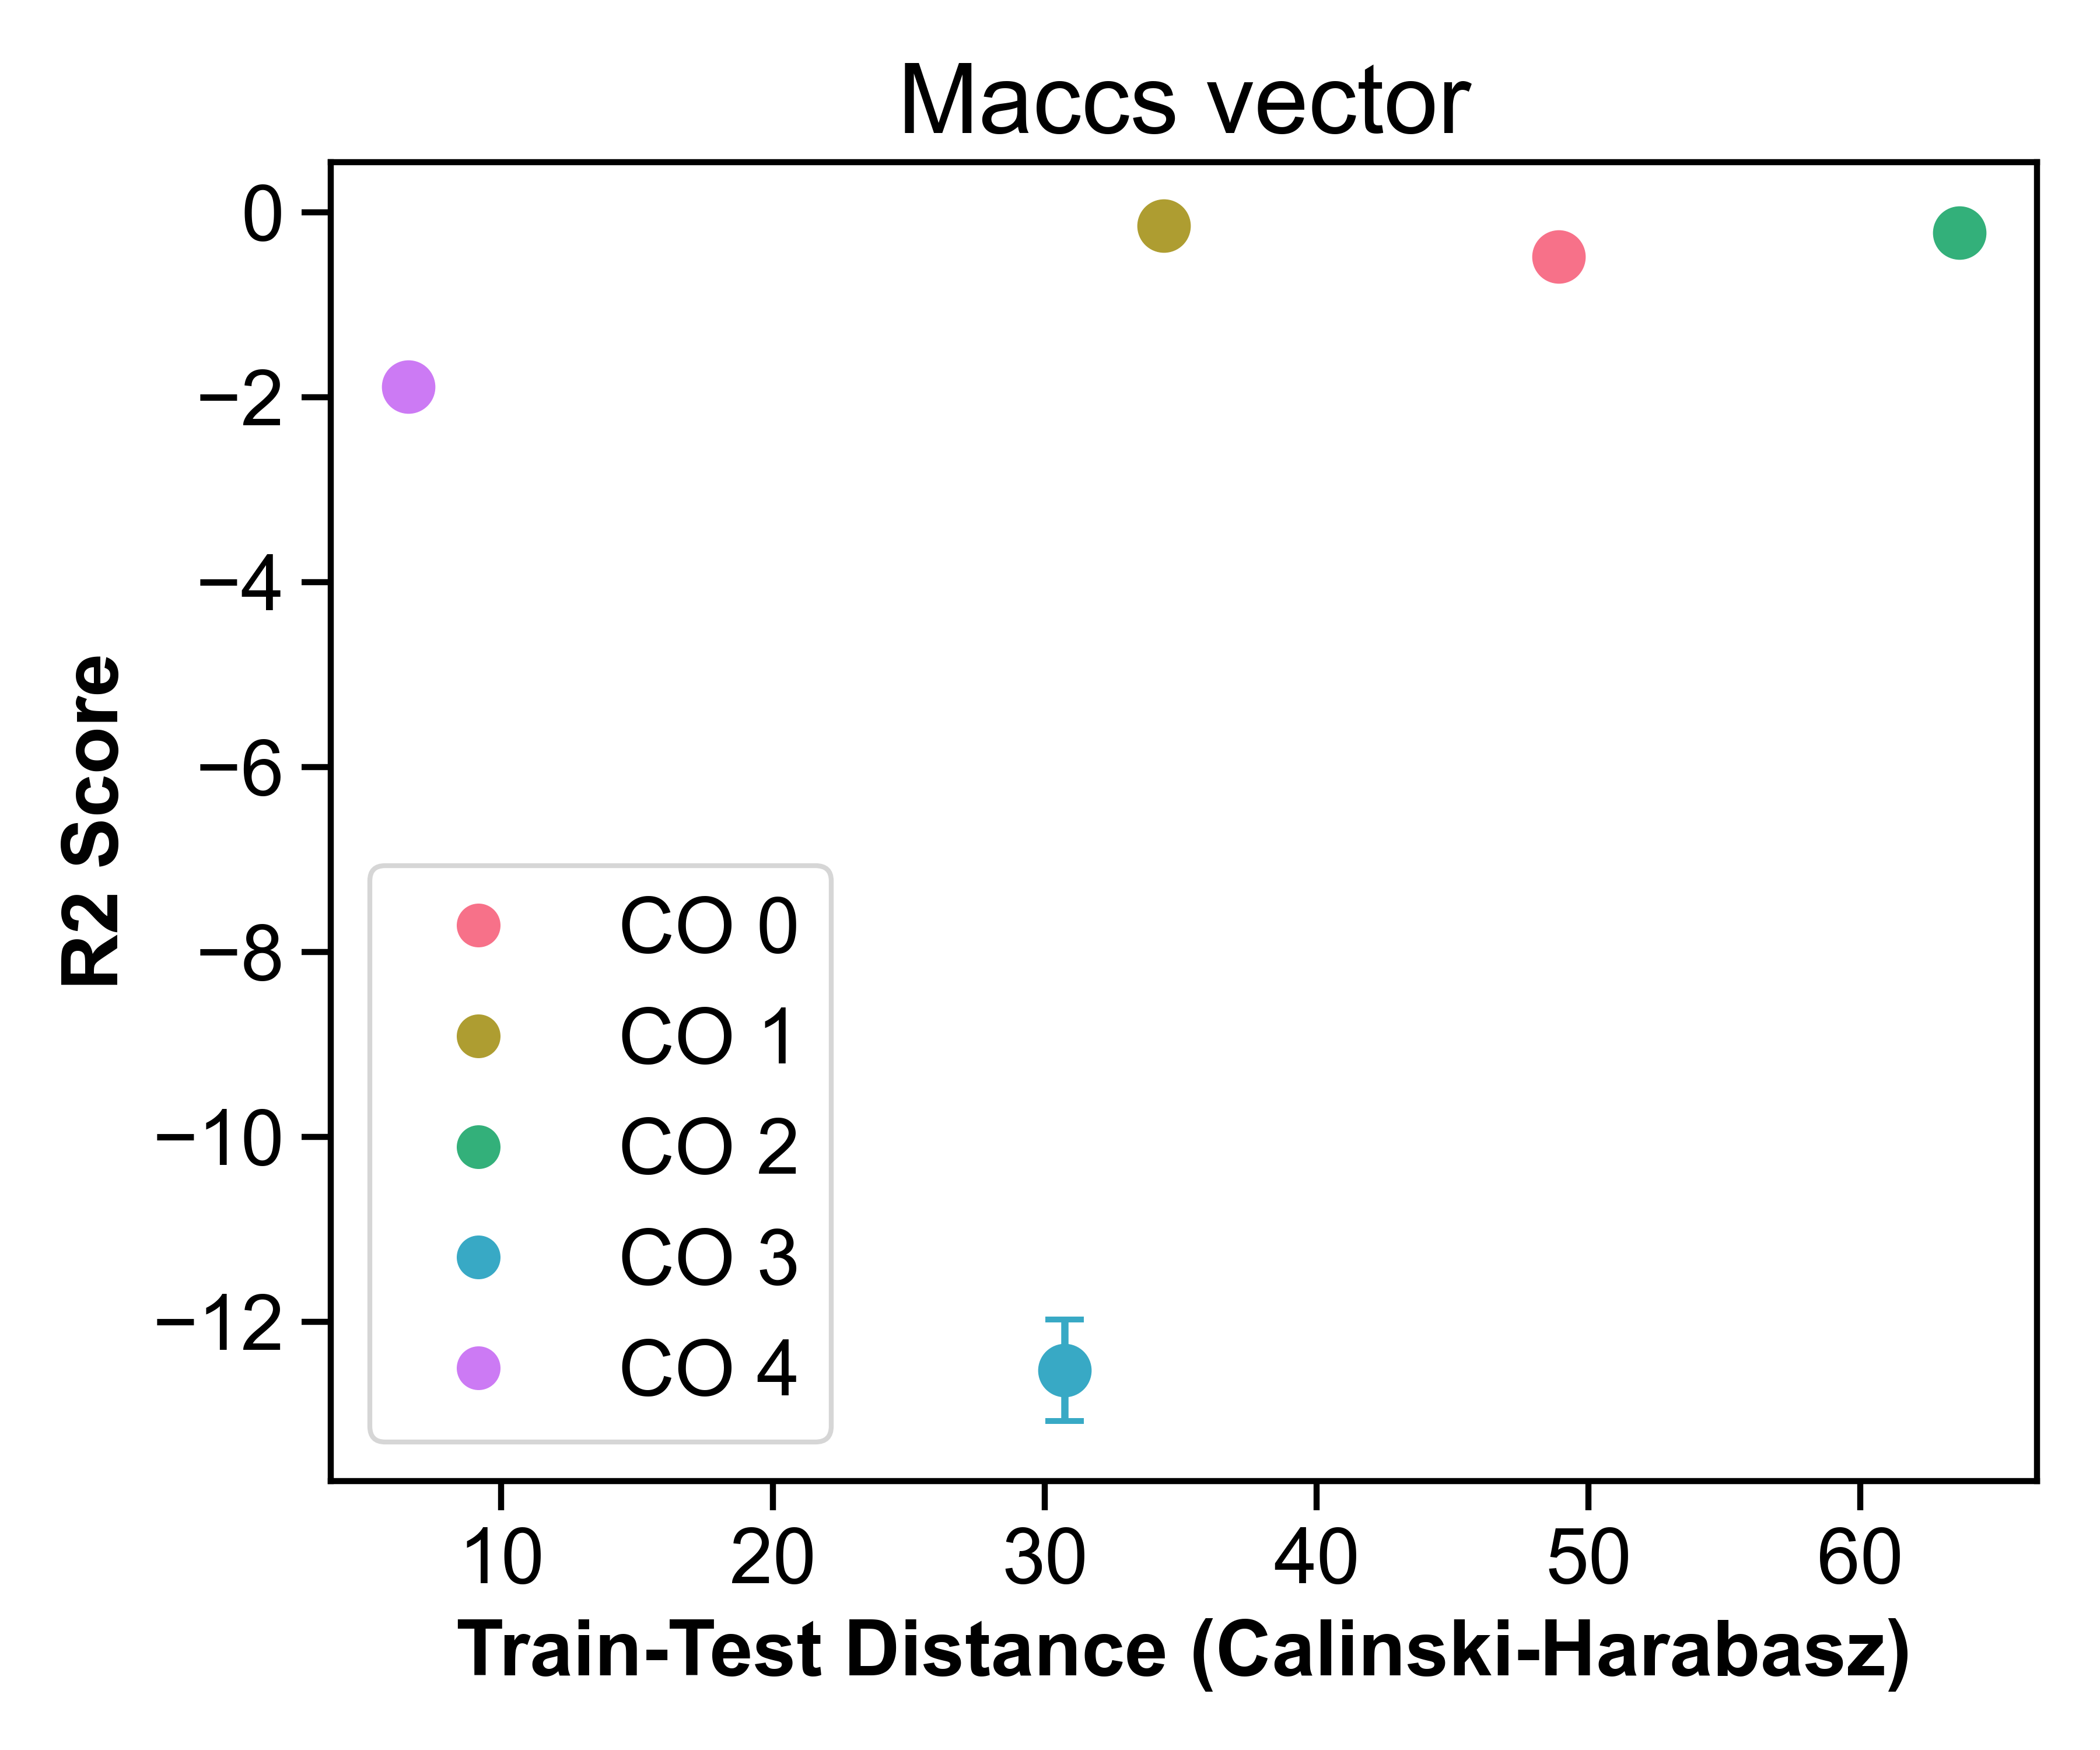 Maccs vector
0
−2
−4
−6
−8
−10
−12
R2 Score
CO 0
CO 1
CO 2
CO 3
CO 4
10 20 30 40 50 60
Train-Test Distance (Calinski-Harabasz)